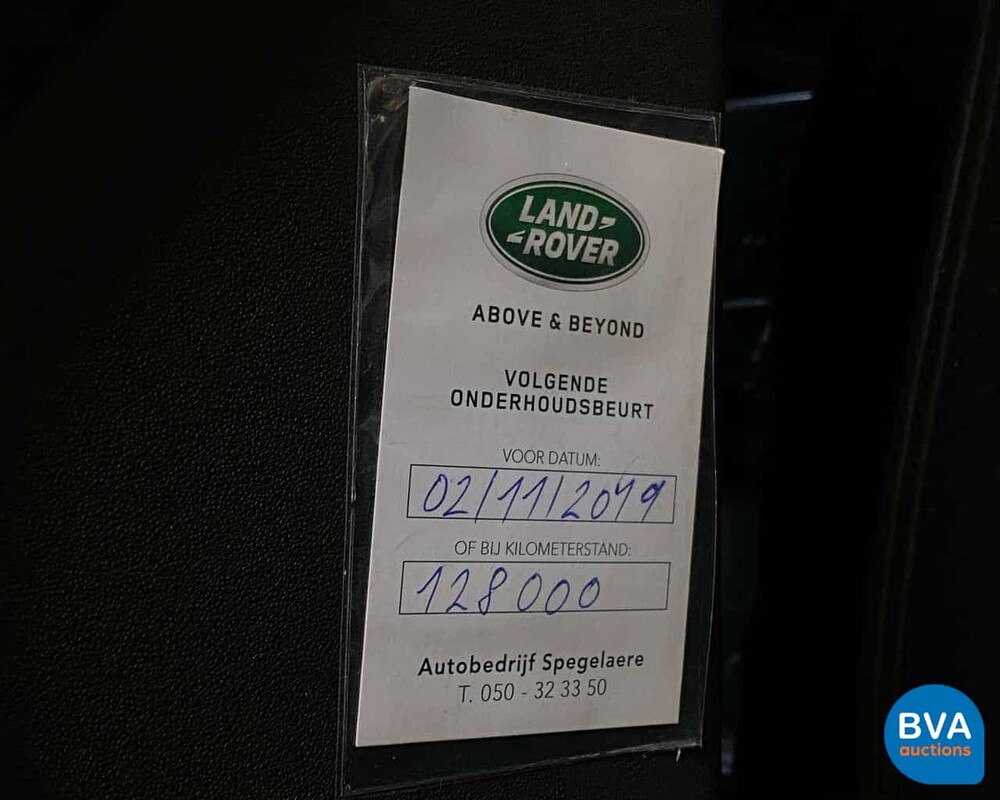 LAND
ROVER
ABOVE & BEYOND
VOLGENDE
ONDERHOUDSBEURT
VOOR DATUM:
02/11/2019
OF BIJ KILOMETERSTAND:
128000
Autobedrijf Spegelaere
T. 050 - 32 33 50
BVA
auctions